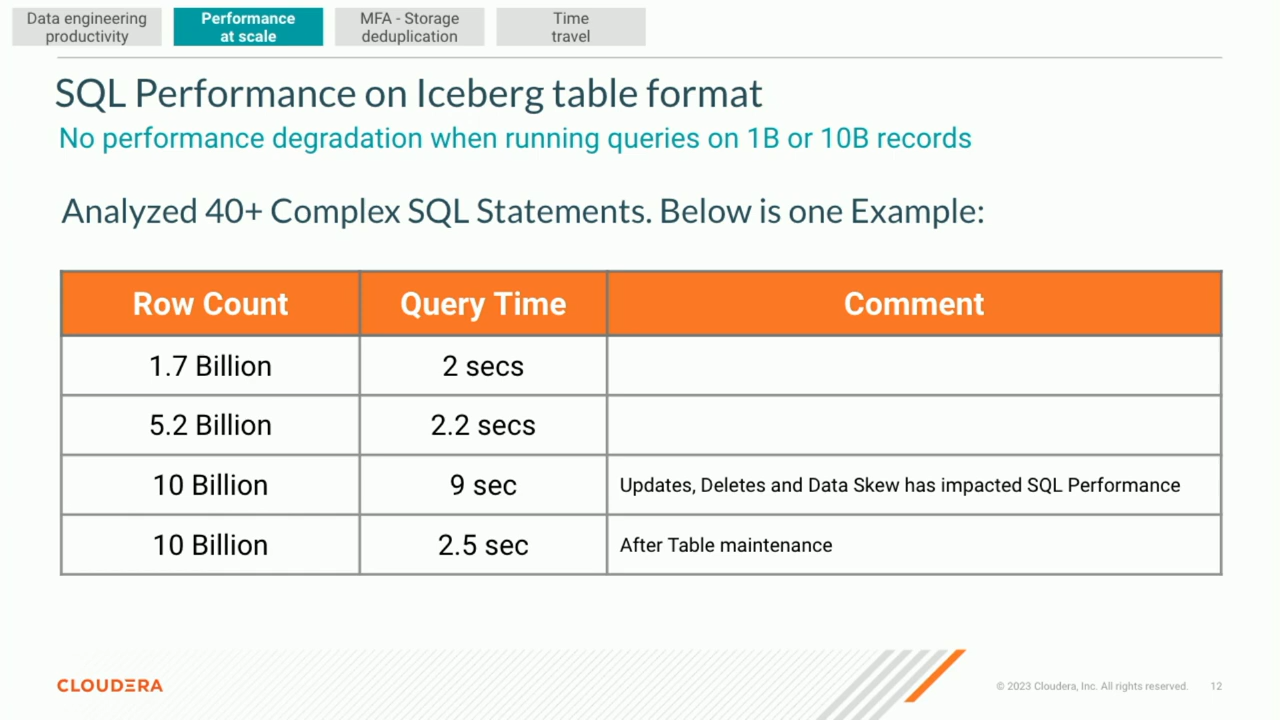 Data engineering
productivity
Performance
at scale
MFA - Storage
deduplication
Time
travel
SQL Performance on Iceberg table format
No performance degradation when running queries on 1B or 10B records
Analyzed 40+ Complex SQL Statements. Below is one Example:
Row Count Query Time Comment
1.7 Billion 2 secs
5.2 Billion 2.2 secs
10 Billion 9 sec Updates, Deletes and Data Skew has impacted SQL Performance
10 Billion 2.5 sec After Table maintenance
CLOUDERA © 2023 Cloudera, Inc. All rights reserved. 12